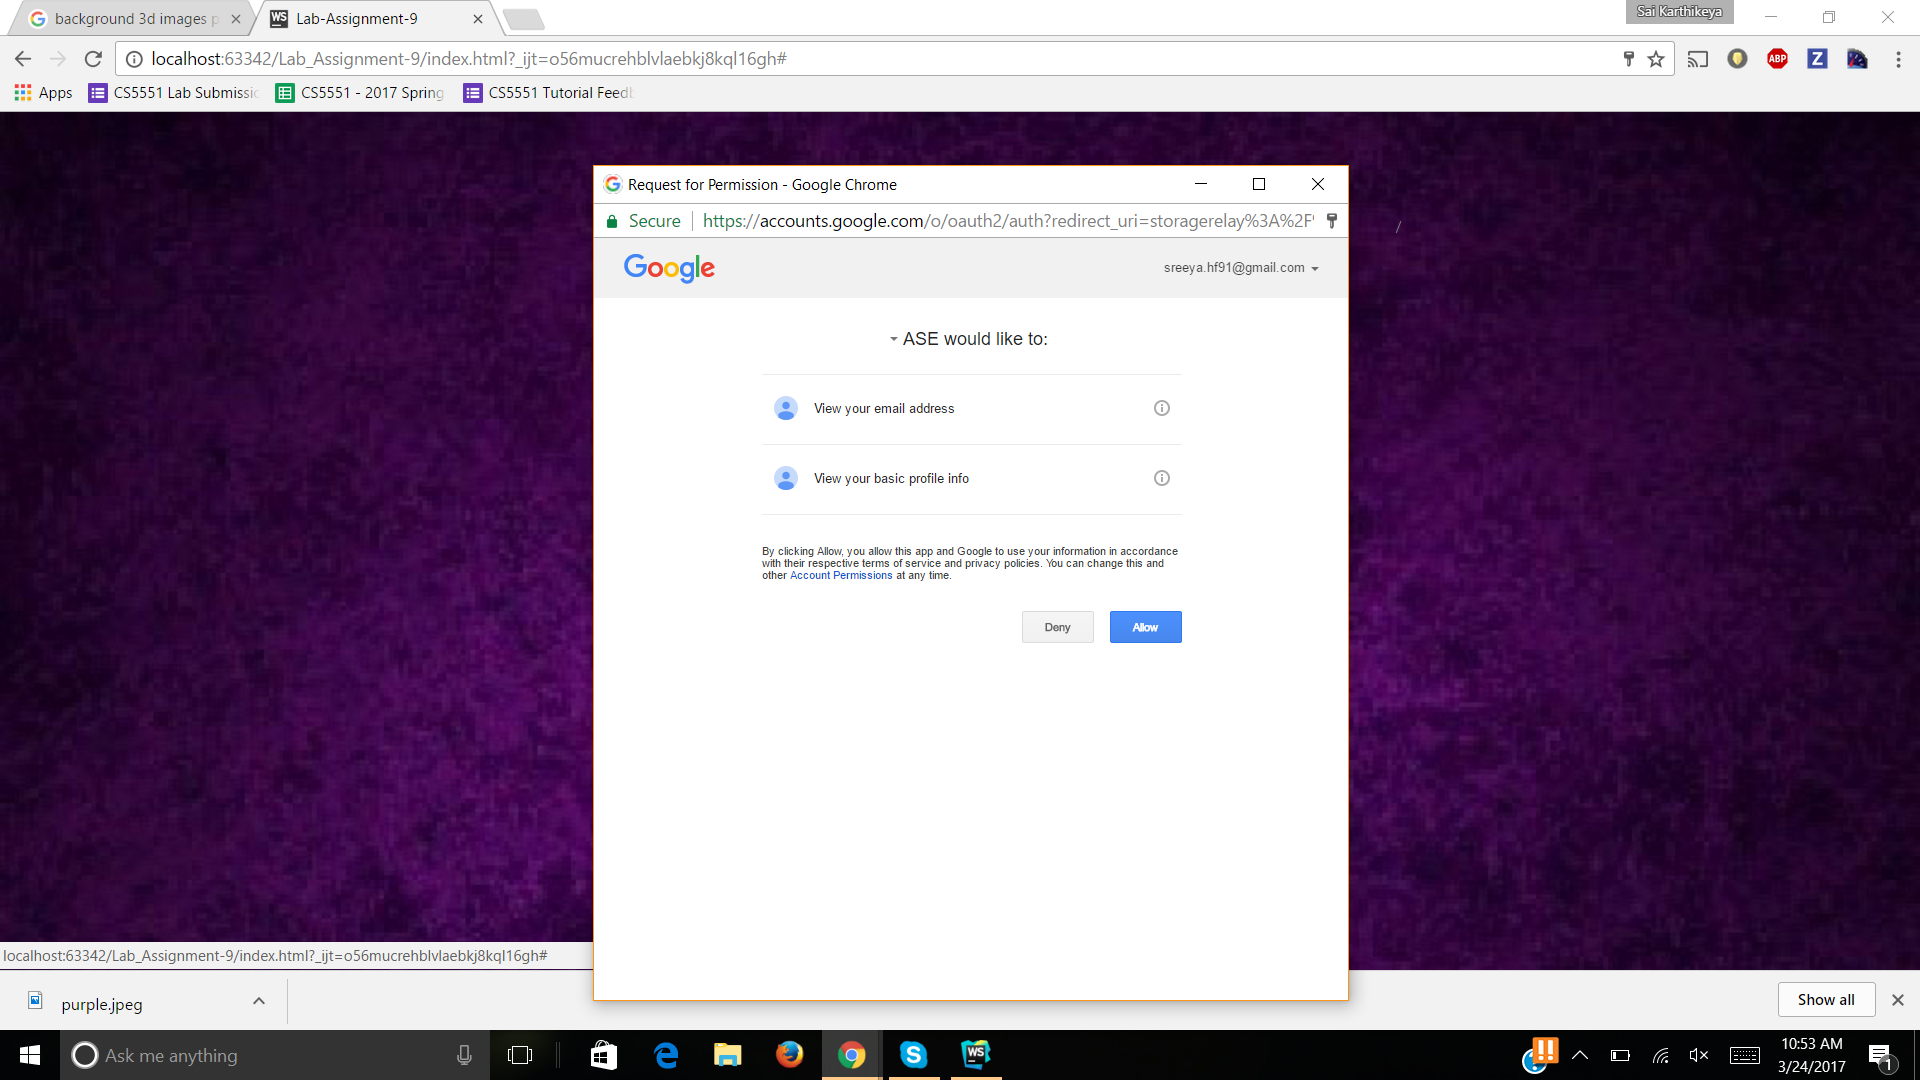 background 3d images p
Lab-Assignment-9
Sai Karthikeya
localhost:63342/Lab_Assignment-9/index.html?_ijt=o56mucrehblvlaebkj8kql16gh#
ABP
Z
Apps
CS5551 Lab Submissic
CS5551 - 2017 Spring
CS5551 Tutorial Feedb
Request for Permission - Google Chrome
Secure
https://accounts.google.com/o/oauth2/auth?redirect_uri=storagerelay%3A%2F
/
Google
sreeya.hf91@gmail.com
ASE would like to:
View your email address
View your basic profile info
By clicking Allow, you allow this app and Google to use your information in accordance
with their respective terms of service and privacy policies. You can change this and
other Account Permissions at any time.
Deny
Allow
localhost:63342/Lab_Assignment-9/index.html?_ijt=o56mucrehblvlaebkj8kql16gh#
purple.jpeg
Show all
Ask me anything
WS
10:53 AM
3/24/2017
1